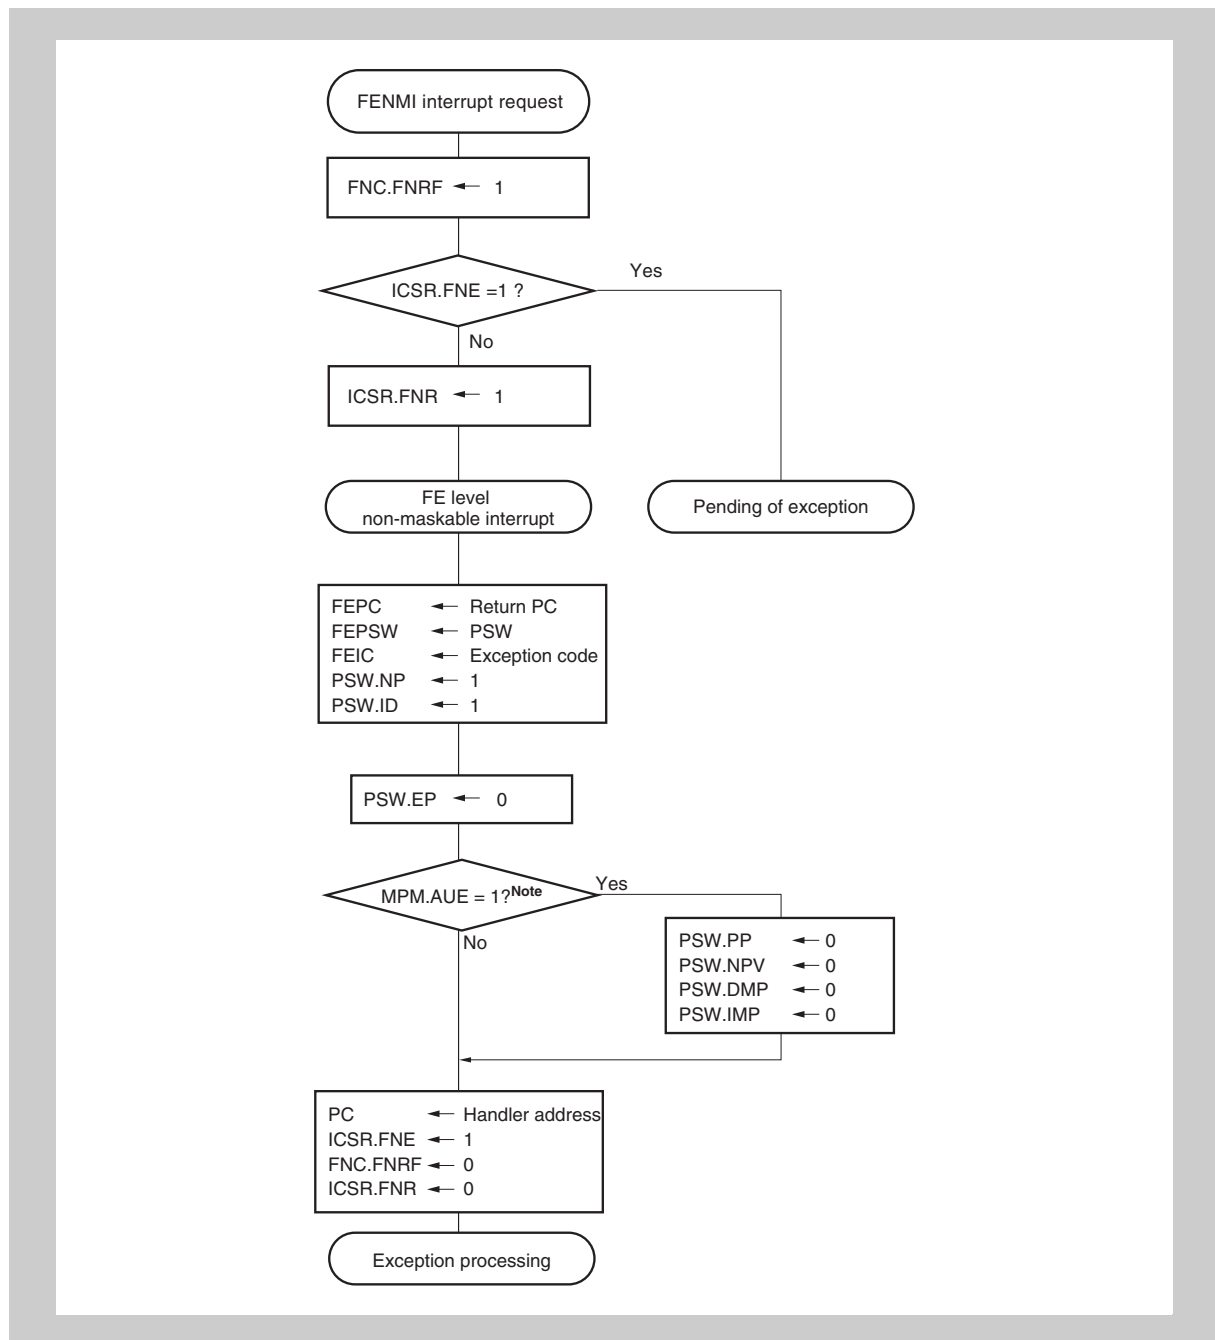 FENMI interrupt request
FNC.FNRF ← 1
ICSR.FNE =1 ?
Yes
No
ICSR.FNR ← 1
FE level
non-maskable interrupt
Pending of exception
FEPC ← Return PC
FEPSW ← PSW
FEIC ← Exception code
PSW.NP ← 1
PSW.ID ← 1
PSW.EP ← 0
MPM.AUE = 1?Note
Yes
No
PSW.PP ← 0
PSW.NPV ← 0
PSW.DMP ← 0
PSW.IMP ← 0
PC ← Handler address
ICSR.FNE ← 1
FNC.FNRF ← 0
ICSR.FNR ← 0
Exception processing